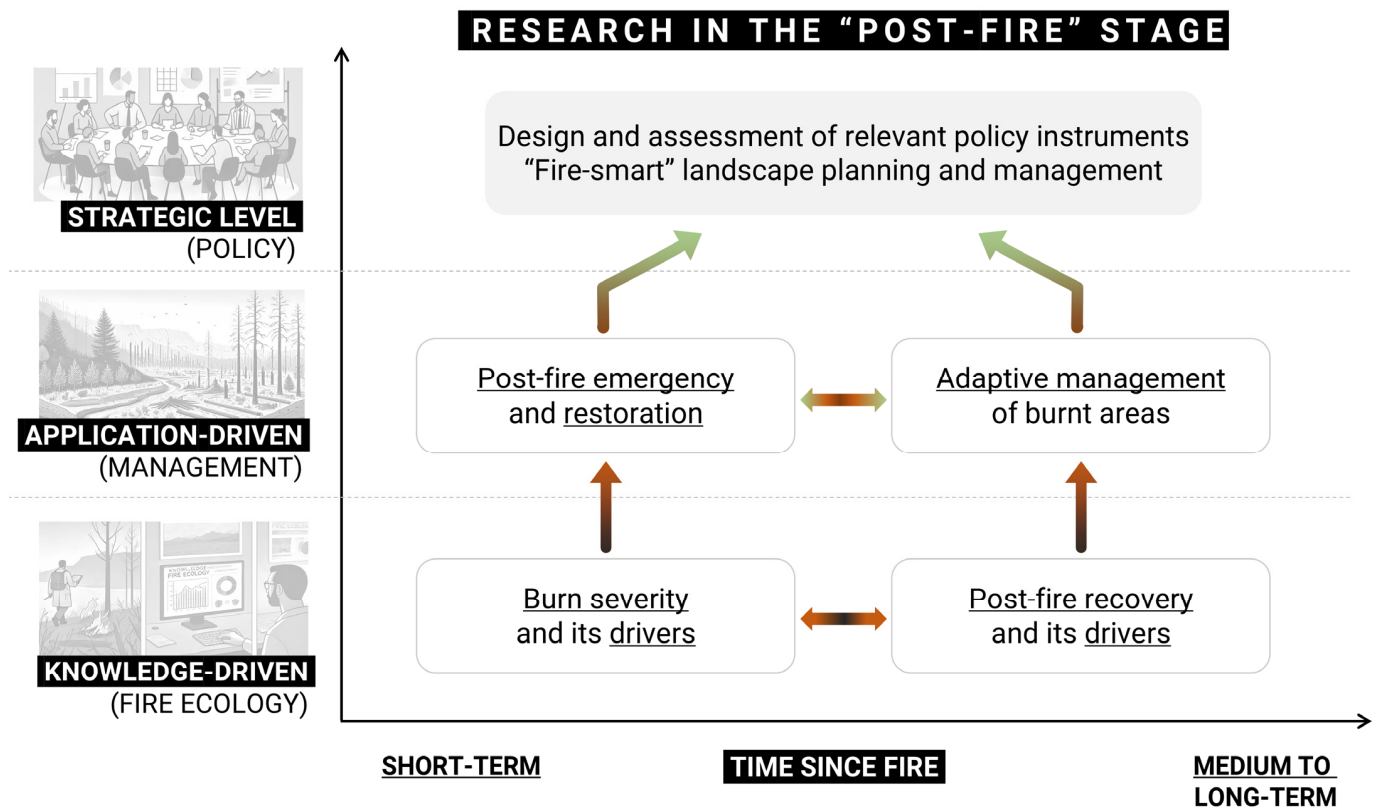 RESEARCH IN THE “POST-FIRE” STAGE
Design and assessment of relevant policy instruments
“Fire-smart” landscape planning and management
STRATEGIC LEVEL
(POLICY)
Post-fire emergency
and restoration
Adaptive management
of burnt areas
APPLICATION-DRIVEN
(MANAGEMENT)
KNOWLEDGE-DRIVEN
(FIRE ECOLOGY)
Burn severity
and its drivers
Post-fire recovery
and its drivers
SHORT-TERM
TIME SINCE FIRE
MEDIUM TO
LONG-TERM